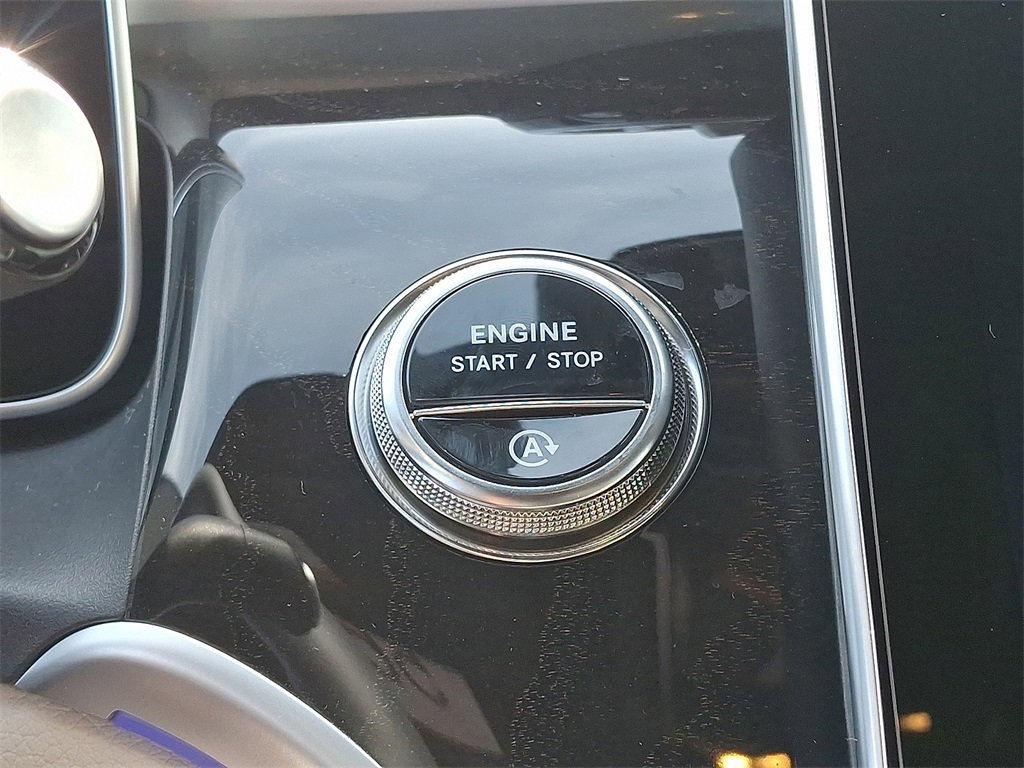 ENGINE
START / STOP
A